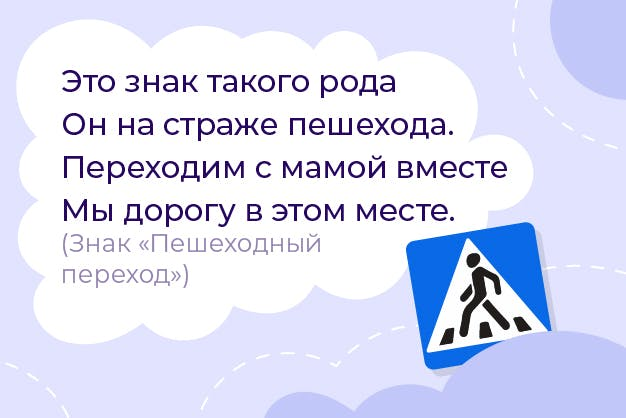 Это знак такого рода
Он на страже пешехода.
Переходим с мамой вместе
Мы дорогу в этом месте.
(Знак «Пешеходный
переход»)